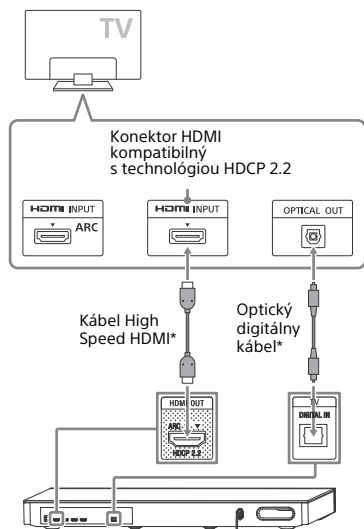 TV
Konektor HDMI
kompatibilný
s technológiou HDCP 2.2
HDMI INPUT
ARC
HDMI INPUT
OPTICAL OUT
Kábel High
Speed HDMI*
Optický
digitálny
kábel*
HDMI OUT
ARC
HDCP 2.2
TV
DIGITAL IN